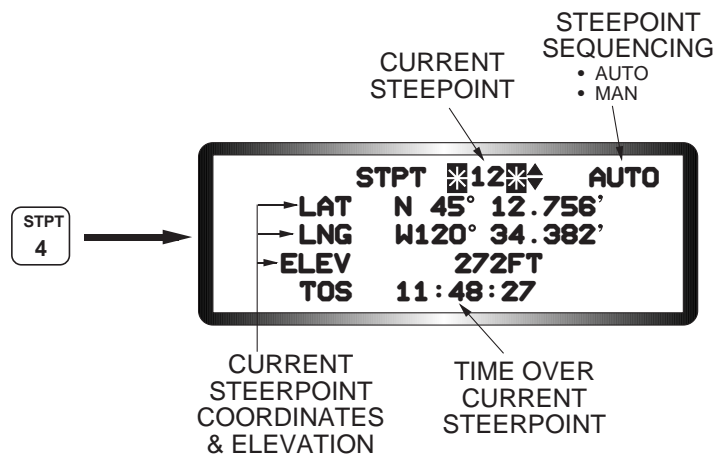 STEEPOINT
SEQUENCING
• AUTO
• MAN
CURRENT
STEEPOINT
STPT *12* AUTO
LAT N 45° 12.756’
LNG W120° 34.382’
ELEV 272FT
TOS 11:48:27
STPT
4
CURRENT
STEERPOINT
COORDINATES
& ELEVATION
TIME OVER
CURRENT
STEERPOINT